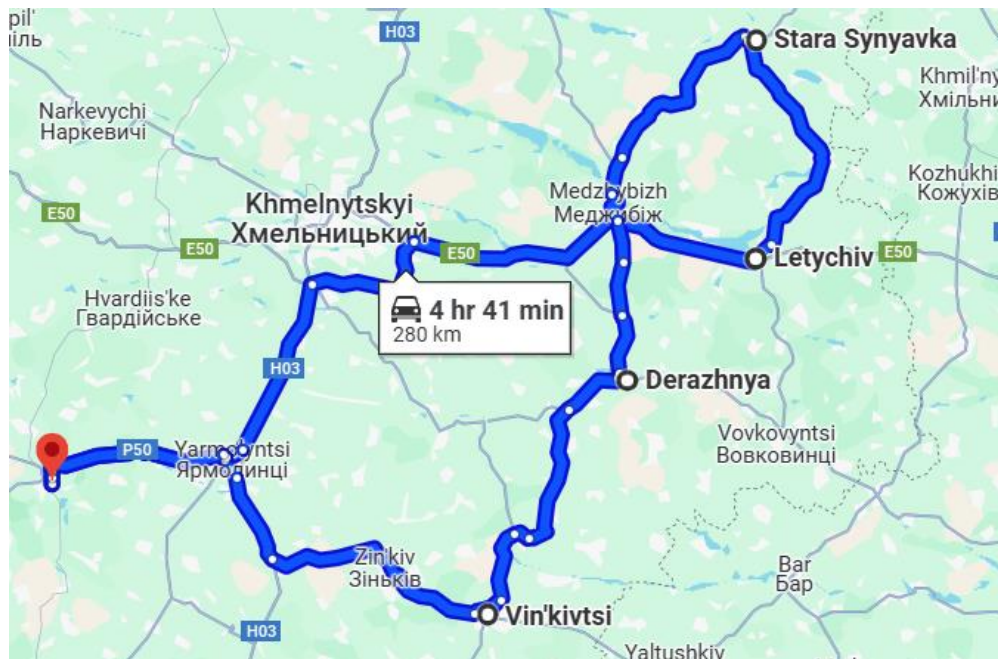 pil'
піль
H03
Stara Synyavka
Khmil'ny
Хмільни
Narkevychi
Наркевичі
Kozhukhi
Кожухів
Medzhybizh
Меджибіж
Khmelnytskyi
Хмельницький
E50
E50
E50
Letychiv
E50
Hvardiis'ke
Гвардійське
4 hr 41 min
280 km
H03
Derazhnya
Vovkovyntsi
Вовковинці
P50
Yarmolyntsi
Ярмолинці
Zin'kiv
Зіньків
Bar
Бар
Vin'kivtsi
H03
Yaltushkiv